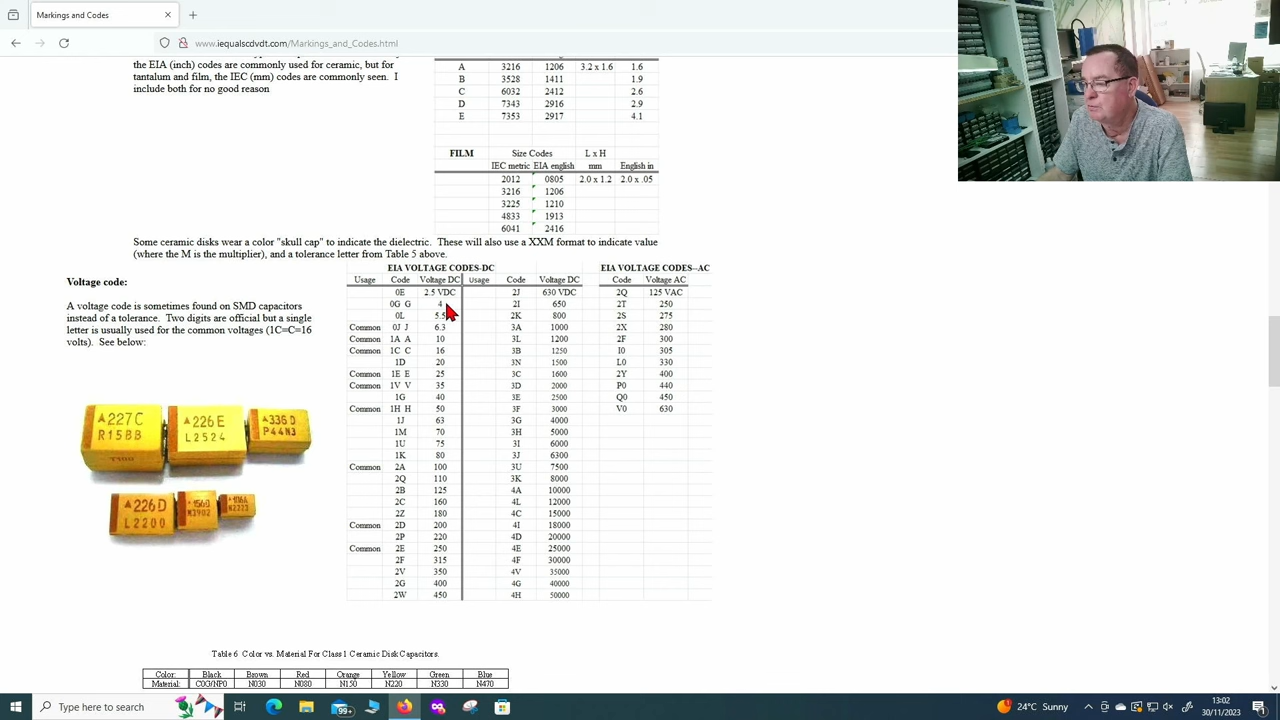 Markings and Codes
www.iequalscdvdt.com/Markings_and_Codes.html
the EIA (inch) codes are commonly used for ceramic, but for
tantalum and film, the IEC (mm) codes are commonly seen. I
include both for no good reason
A 3216 1206 3.2 x 1.6 1.6
B 3528 1411 1.9
C 6032 2412 2.6
D 7343 2916 2.9
E 7353 2917 4.1
FILM Size Codes L x H
IEC metric EIA english mm English in
2012 0805 2.0 x 1.2 2.0 x .05
3216 1206
3225 1210
4833 1913
6041 2416
Some ceramic disks wear a color "skull cap" to indicate the dielectric. These will also use a XXM format to indicate value
(where the M is the multiplier), and a tolerance letter from Table 5 above.
Voltage code:
A voltage code is sometimes found on SMD capacitors
instead of a tolerance. Two digits are official but a single
letter is usually used for the common voltages (1C=C=16
volts). See below:
227C
R15BB
226E
L2524
336D
P44N3
226D
L2200
156D
N3902
EIA VOLTAGE CODES-DC EIA VOLTAGE CODES--AC
Usage Code Voltage DC Usage Code Voltage DC Code Voltage AC
0E 2.5 VDC 2J 630 VDC 2Q 125 VAC
0G G 4 2I 650 2T 250
0L 5.5 2K 800 2S 275
Common 0J J 6.3 3A 1000 2X 280
Common 1A A 10 3L 1200 2F 300
Common 1C C 16 3B 1250 I0 305
1D 20 3N 1500 L0 330
Common 1E E 25 3C 1600 2Y 400
Common 1V V 35 3D 2000 P0 440
1G 40 3E 2500 Q0 450
Common 1H H 50 3F 3000 V0 630
1J 63 3G 4000
1M 70 3H 5000
1U 75 3I 6000
1K 80 3J 6300
Common 2A 100 3U 7500
2Q 110 3K 8000
2B 125 4A 10000
2C 160 4L 12000
2Z 180 4C 15000
Common 2D 200 4I 18000
2P 220 4D 20000
Common 2E 250 4E 25000
2F 315 4F 30000
2V 350 4V 35000
2G 400 4G 40000
2W 450 4H 50000
Table 6 Color vs. Material For Class 1 Ceramic Disk Capacitors.
Color: Black Brown Red Orange Yellow Green Blue
Material: C0G/NP0 N030 N080 N150 N220 N330 N470
Type here to search
99+
24°C Sunny
13:02
30/11/2023